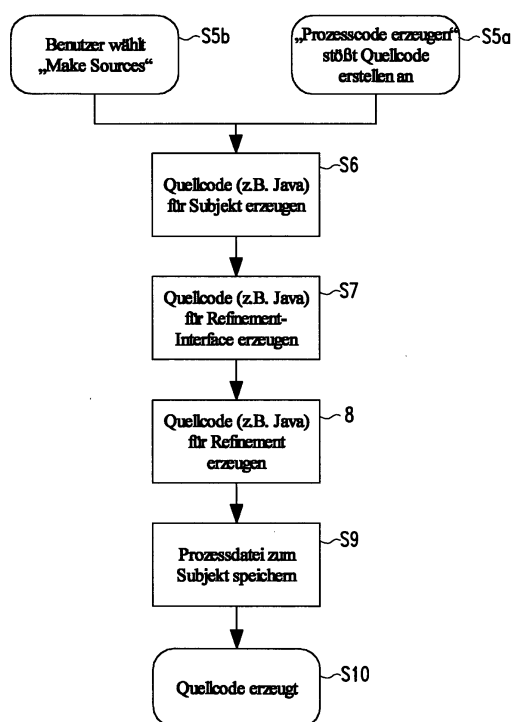 Benutzer wählt
„Make Sources“
S5b
„Prozesscode erzeugen“
stößt Quellcode
erstellen an
S5a
Quellcode (z.B. Java)
für Subjekt erzeugen
S6
Quellcode (z.B. Java)
für Refinement-
Interface erzeugen
S7
Quellcode (z.B. Java)
für Refinement
erzeugen
8
Prozessdatei zum
Subjekt speichern
S9
Quellcode erzeugt
S10